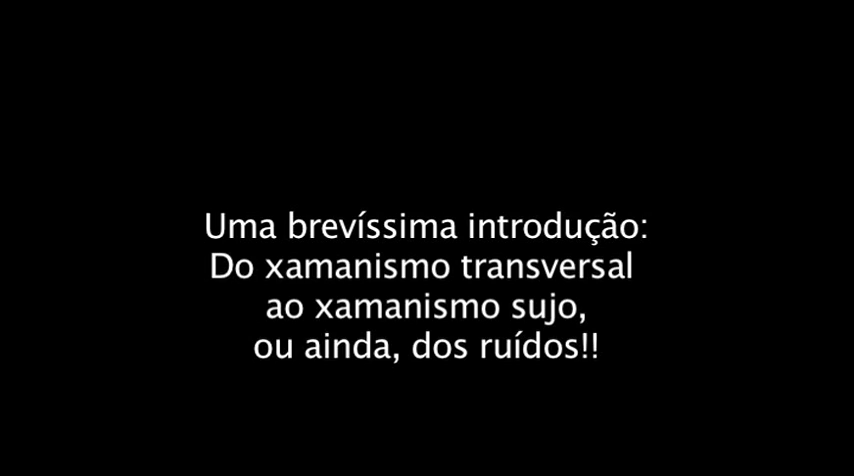 Uma brevíssima introdução:
Do xamanismo transversal
ao xamanismo sujo,
ou ainda, dos ruídos!!